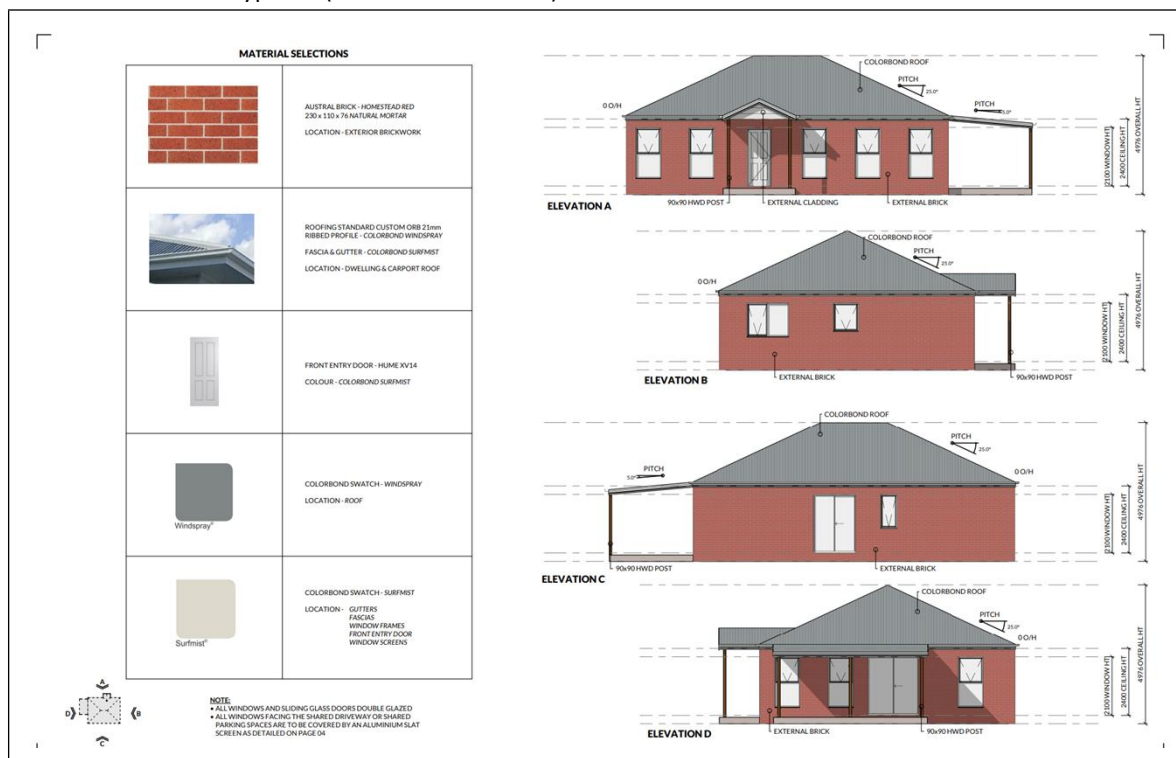 MATERIAL SELECTIONS
AUSTRAL BRICK - HOMESTEAD RED
230 x 110 x 76 NATURAL MORTAR
LOCATION - EXTERIOR BRICKWORK
ROOFING STANDARD CUSTOM ORB 21mm
RIBBED PROFILE - COLORBOND WINDSPRAY
FASCIA & GUTTER - COLORBOND SURFMIST
LOCATION - DWELLING & CARPORT ROOF
FRONT ENTRY DOOR - HUME XV14
COLOUR - COLORBOND SURFMIST
Windspray®
COLORBOND SWATCH - WINDSPRAY
LOCATION - ROOF
Surfmist®
COLORBOND SWATCH - SURFMIST
LOCATION - GUTTERS
FASCIAS
WINDOW FRAMES
FRONT ENTRY DOOR
WINDOW SCREENS
A
D
B
C
NOTE:
• ALL WINDOWS AND SLIDING GLASS DOORS DOUBLE GLAZED
• ALL WINDOWS FACING THE SHARED DRIVEWAY OR SHARED
PARKING SPACES ARE TO BE COVERED BY AN ALUMINIUM SLAT
SCREEN AS DETAILED ON PAGE 04
COLORBOND ROOF
PITCH
25.0°
0 O/H
PITCH
5.0°
2100 WINDOW HT
2400 CEILING HT
4976 OVERALL HT
ELEVATION A
90x90 HWD POST
EXTERNAL CLADDING
EXTERNAL BRICK
COLORBOND ROOF
PITCH
25.0°
0 O/H
2100 WINDOW HT
2400 CEILING HT
4976 OVERALL HT
ELEVATION B
EXTERNAL BRICK
90x90 HWD POST
COLORBOND ROOF
PITCH
25.0°
PITCH
5.0°
0 O/H
2100 WINDOW HT
2400 CEILING HT
4976 OVERALL HT
ELEVATION C
90x90 HWD POST
EXTERNAL BRICK
COLORBOND ROOF
PITCH
25.0°
0 O/H
2100 WINDOW HT
2400 CEILING HT
4976 OVERALL HT
ELEVATION D
EXTERNAL BRICK
90x90 HWD POST